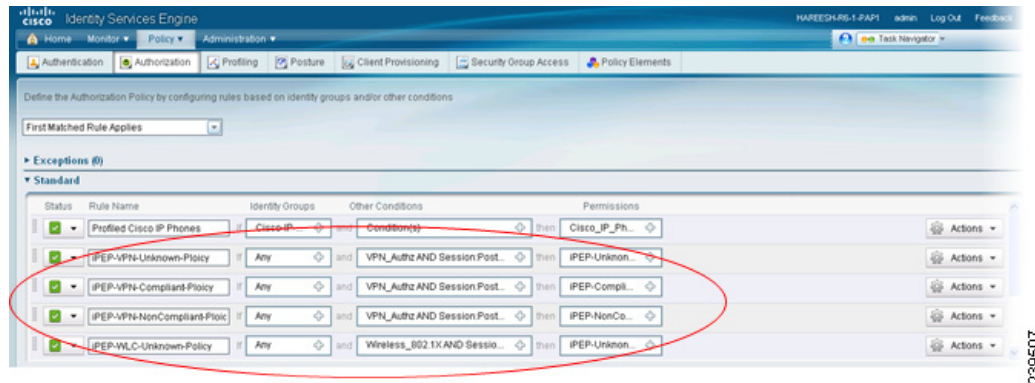 cisco Identity Services Engine HAREESH-R6-1-PAP1 admin Log Out Feedback
Home Monitor Policy Administration Task Navigator
Authentication Authorization Profiling Posture Client Provisioning Security Group Access Policy Elements
Define the Authorization Policy by configuring rules based on identity groups and/or other conditions
First Matched Rule Applies
Exceptions (0)
Standard
Status Rule Name Identity Groups Other Conditions Permissions
Profiled Cisco IP Phones If Cisco-IP-... and Condition(s) then Cisco_IP_Ph... Actions
iPEP-VPN-Unknown-Ploicy If Any and VPN_Authz AND Session:Post... then iPEP-Unknon... Actions
iPEP-VPN-Compliant-Ploicy If Any and VPN_Authz AND Session:Post... then iPEP-Compli... Actions
iPEP-VPN-NonCompliant-Ploic If Any and VPN_Authz AND Session:Post... then iPEP-NonCo... Actions
iPEP-WLC-Unknown-Policy If Any and Wireless_802.1X AND Sessio... then iPEP-Unknon... Actions